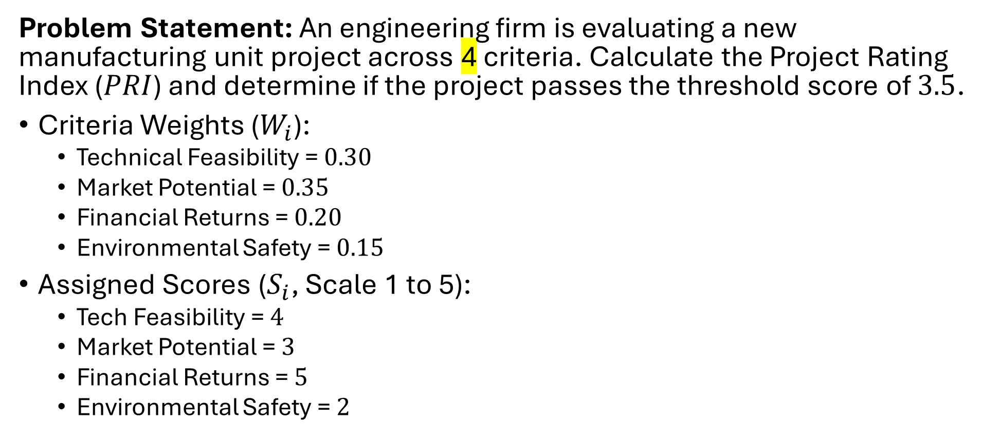 Problem Statement: An engineering firm is evaluating a new
manufacturing unit project across 4 criteria. Calculate the Project Rating
Index (PRI) and determine if the project passes the threshold score of 3.5.
• Criteria Weights (Wᵢ):
• Technical Feasibility = 0.30
• Market Potential = 0.35
• Financial Returns = 0.20
• Environmental Safety = 0.15
• Assigned Scores (Sᵢ, Scale 1 to 5):
• Tech Feasibility = 4
• Market Potential = 3
• Financial Returns = 5
• Environmental Safety = 2